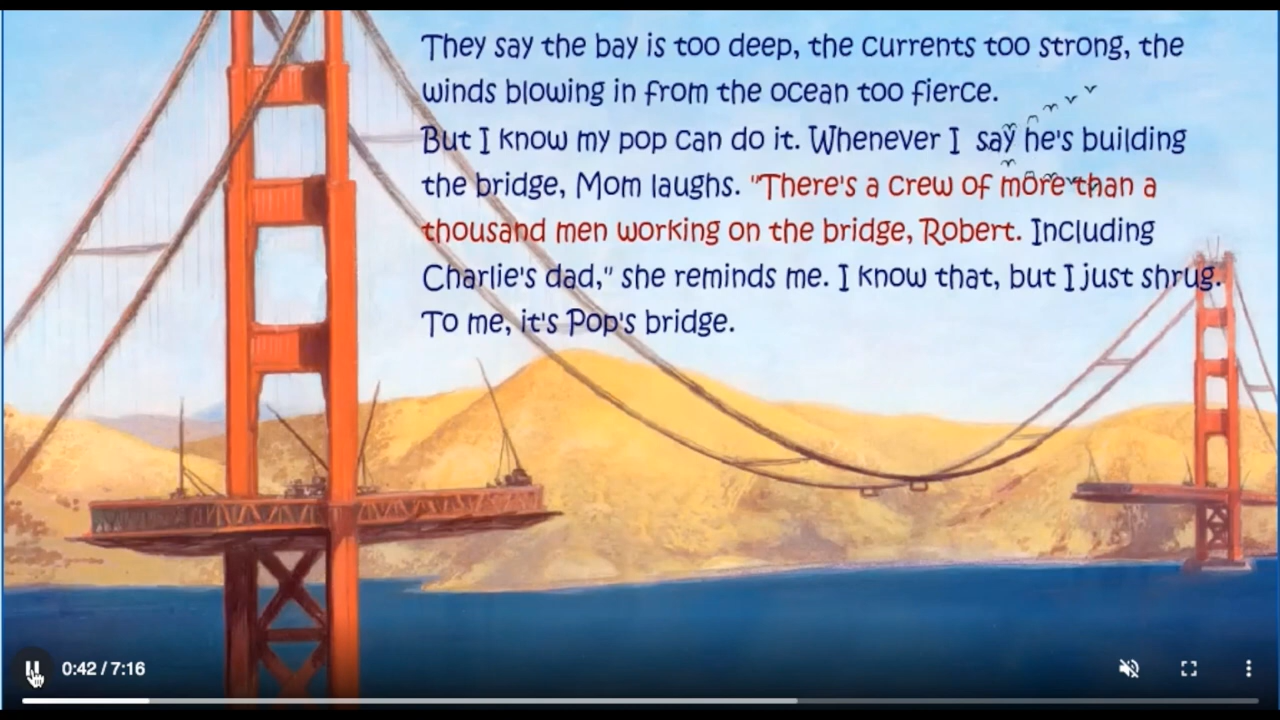 They say the bay is too deep, the currents too strong, the
winds blowing in from the ocean too fierce.
But I know my pop can do it. Whenever I say he's building
the bridge, Mom laughs. "There's a crew of more than a
thousand men working on the bridge, Robert. Including
Charlie's dad," she reminds me. I know that, but I just shrug.
To me, it's Pop's bridge.
0:42 / 7:16